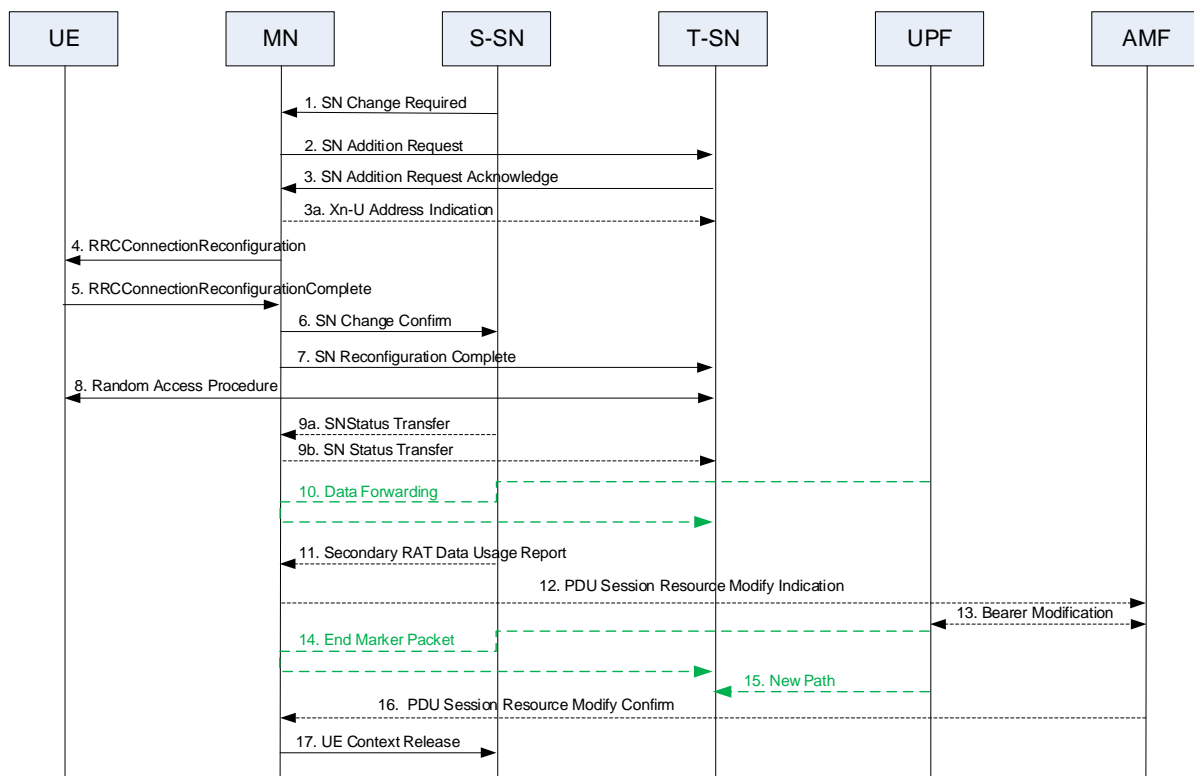 UE MN S-SN T-SN UPF AMF
1. SN Change Required
2. SN Addition Request
3. SN Addition Request Acknowledge
3a. Xn-U Address Indication
4. RRCConnectionReconfiguration
5. RRCConnectionReconfigurationComplete
6. SN Change Confirm
7. SN Reconfiguration Complete
8. Random Access Procedure
9a. SNStatus Transfer
9b. SN Status Transfer
10. Data Forwarding
11. Secondary RAT Data Usage Report
12. PDU Session Resource Modify Indication
13. Bearer Modification
14. End Marker Packet
15. New Path
16. PDU Session Resource Modify Confirm
17. UE Context Release